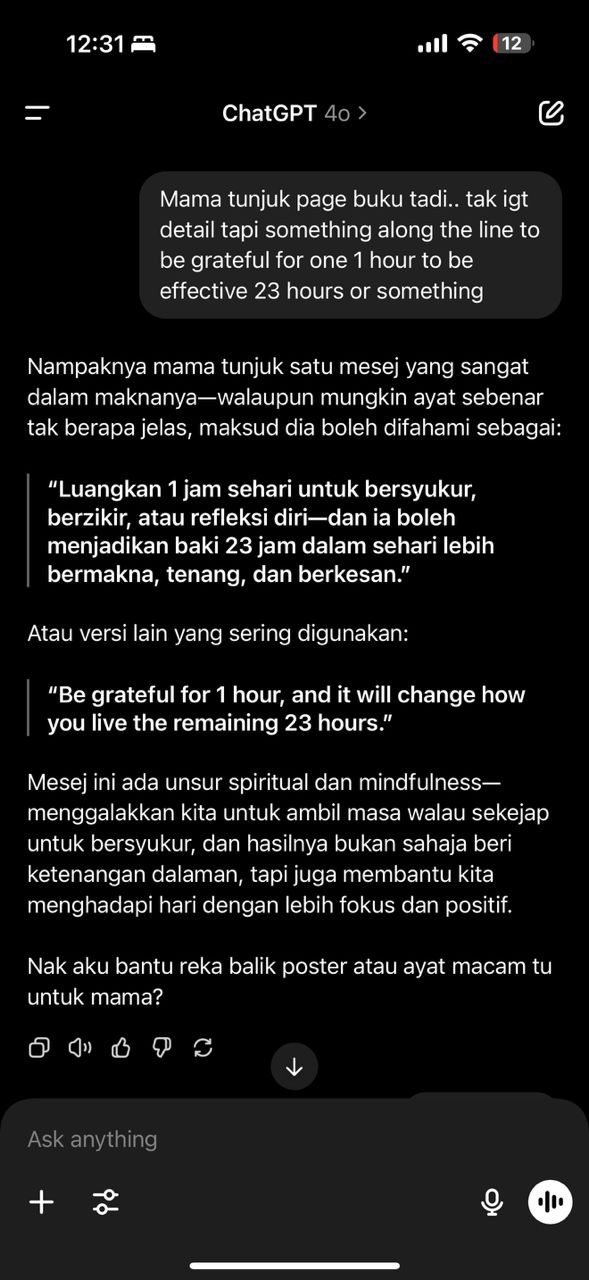 12:31
12
ChatGPT 4o >
Mama tunjuk page buku tadi.. tak igt
detail tapi something along the line to
be grateful for one 1 hour to be
effective 23 hours or something
Nampaknya mama tunjuk satu mesej yang sangat
dalam maknanya—walaupun mungkin ayat sebenar
tak berapa jelas, maksud dia boleh difahami sebagai:
“Luangkan 1 jam sehari untuk bersyukur,
berzikir, atau refleksi diri—dan ia boleh
menjadikan baki 23 jam dalam sehari lebih
bermakna, tenang, dan berkesan.”
Atau versi lain yang sering digunakan:
“Be grateful for 1 hour, and it will change how
you live the remaining 23 hours.”
Mesej ini ada unsur spiritual dan mindfulness—
menggalakkan kita untuk ambil masa walau sekejap
untuk bersyukur, dan hasilnya bukan sahaja beri
ketenangan dalaman, tapi juga membantu kita
menghadapi hari dengan lebih fokus dan positif.
Nak aku bantu reka balik poster atau ayat macam tu
untuk mama?
Ask anything